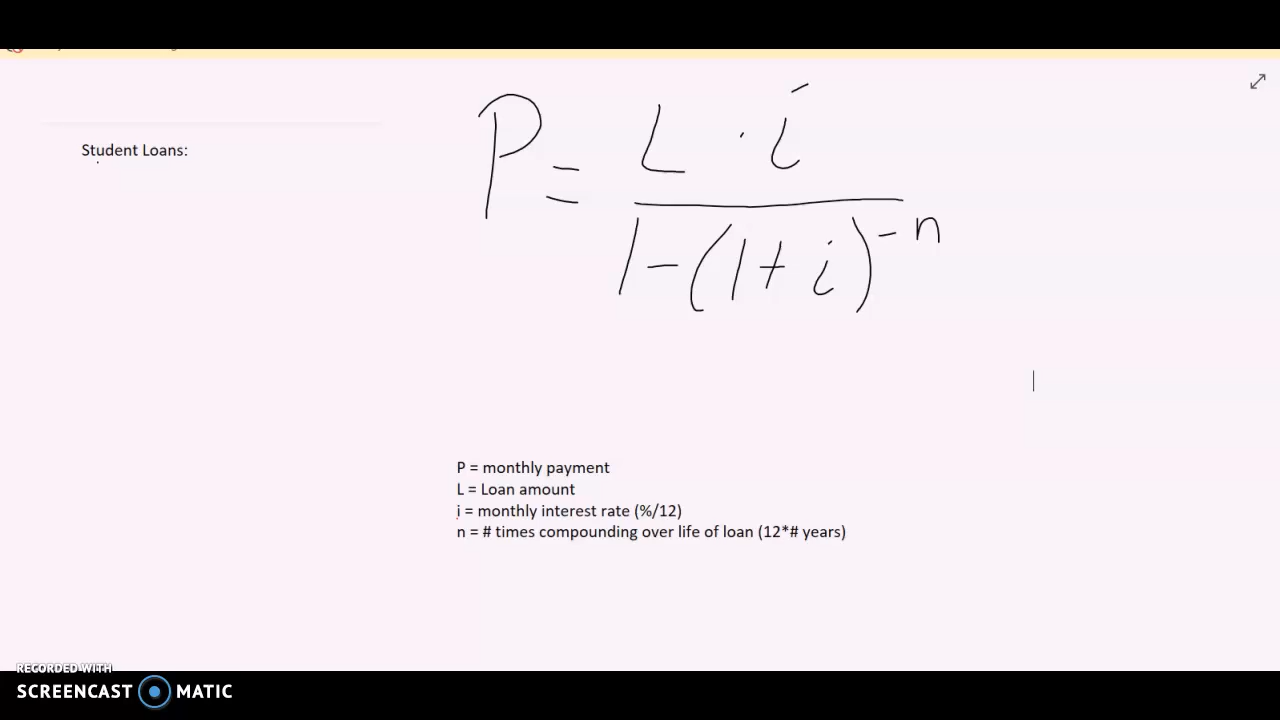 Student Loans:
P = L · i
1 - (1 + i)^-n
P = monthly payment
L = Loan amount
i = monthly interest rate (%/12)
n = # times compounding over life of loan (12*# years)
RECORDED WITH
SCREENCAST MATIC